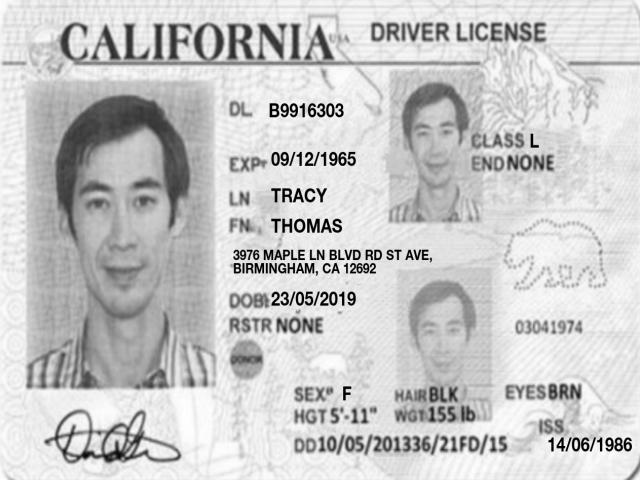 CALIFORNIA USA DRIVER LICENSE
DL B9916303
CLASS L
EXP 09/12/1965
END NONE
LN TRACY
FN THOMAS
3976 MAPLE LN BLVD RD ST AVE,
BIRMINGHAM, CA 12692
DOB 23/05/2019
RSTR NONE
03041974
DONOR
SEX F HAIR BLK EYES BRN
HGT 5'-11" WGT 155 lb ISS
DD 10/05/201336/21FD/15 14/06/1986